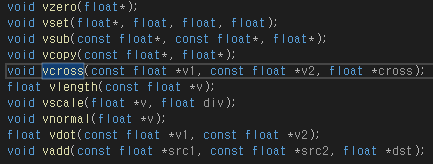 void vzero(float*);
void vset(float*, float, float, float);
void vsub(const float*, const float*, float*);
void vcopy(const float*, float*);
void vcross(const float *v1, const float *v2, float *cross);
float vlength(const float *v);
void vscale(float *v, float div);
void vnormal(float *v);
float vdot(const float *v1, const float *v2);
void vadd(const float *src1, const float *src2, float *dst);